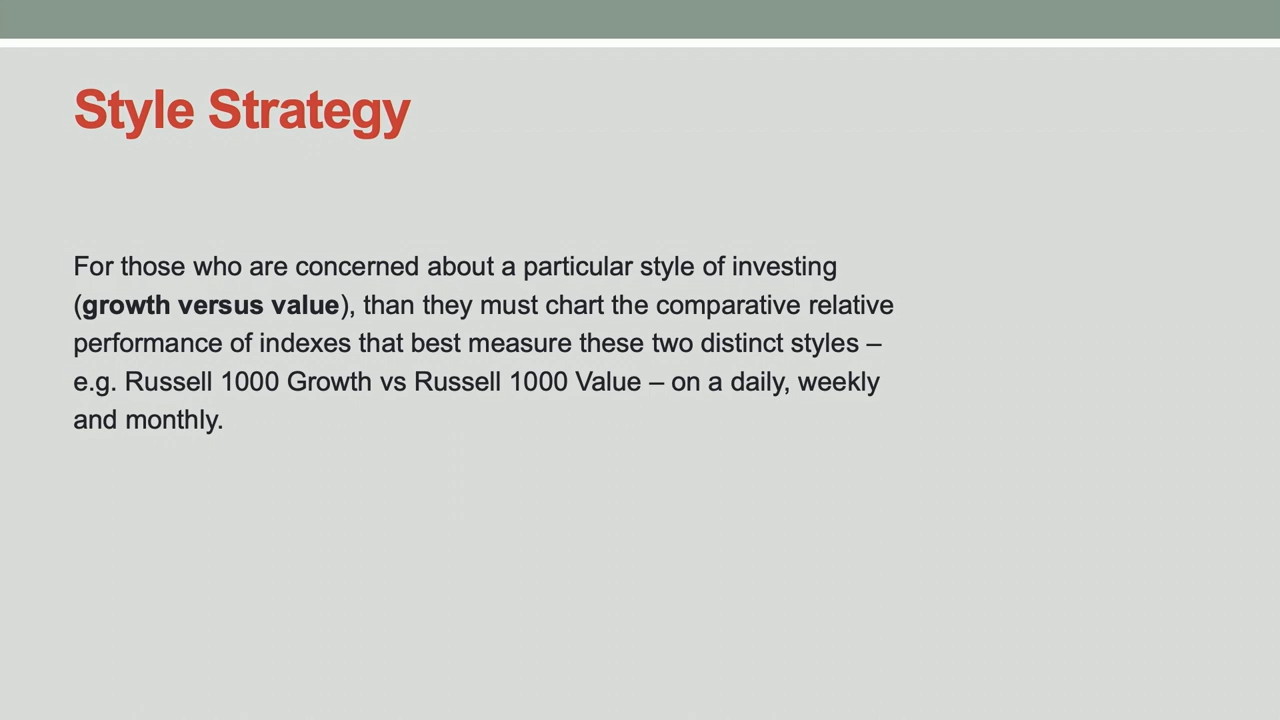 Style Strategy
For those who are concerned about a particular style of investing
(growth versus value), than they must chart the comparative relative
performance of indexes that best measure these two distinct styles –
e.g. Russell 1000 Growth vs Russell 1000 Value – on a daily, weekly
and monthly.